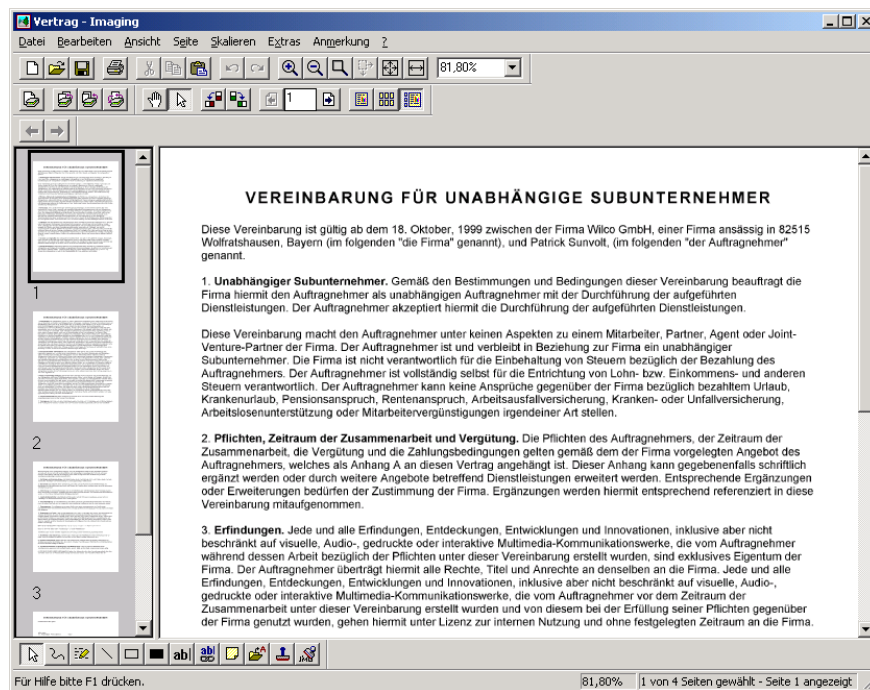 Vertrag - Imaging
Datei Bearbeiten Ansicht Seite Skalieren Extras Anmerkung ?
81,80%
1
VEREINBARUNG FÜR UNABHÄNGIGE SUBUNTERNEHMER
Diese Vereinbarung ist gültig ab dem 18. Oktober, 1999 zwischen der Firma Wilco GmbH, einer Firma ansässig in 82515
Wolfratshausen, Bayern (im folgenden "die Firma" genannt), und Patrick Sunvolt, (im folgenden "der Auftragnehmer"
genannt.
1. Unabhängiger Subunternehmer. Gemäß den Bestimmungen und Bedingungen dieser Vereinbarung beauftragt die
Firma hiermit den Auftragnehmer als unabhängigen Auftragnehmer mit der Durchführung der aufgeführten
Dienstleistungen. Der Auftragnehmer akzeptiert hiermit die Durchführung der aufgeführten Dienstleistungen.
Diese Vereinbarung macht den Auftragnehmer unter keinen Aspekten zu einem Mitarbeiter, Partner, Agent oder Joint-
Venture-Partner der Firma. Der Auftragnehmer ist und verbleibt in Beziehung zur Firma ein unabhängiger
Subunternehmer. Die Firma ist nicht verantwortlich für die Einbehaltung von Steuern bezüglich der Bezahlung des
Auftragnehmers. Der Auftragnehmer ist vollständig selbst für die Entrichtung von Lohn- bzw. Einkommens- und anderen
Steuern verantwortlich. Der Auftragnehmer kann keine Ansprüche gegenüber der Firma bezüglich bezahltem Urlaub,
Krankenurlaub, Pensionsanspruch, Rentenanspruch, Arbeitsausfallversicherung, Kranken- oder Unfallversicherung,
Arbeitslosenunterstützung oder Mitarbeitervergünstigungen irgendeiner Art stellen.
2. Pflichten, Zeitraum der Zusammenarbeit und Vergütung. Die Pflichten des Auftragnehmers, der Zeitraum der
Zusammenarbeit, die Vergütung und die Zahlungsbedingungen gelten gemäß dem der Firma vorgelegten Angebot des
Auftragnehmers, welches als Anhang A an diesen Vertrag angehängt ist. Dieser Anhang kann gegebenenfalls schriftlich
ergänzt werden oder durch weitere Angebote betreffend Dienstleistungen erweitert werden. Entsprechende Ergänzungen
oder Erweiterungen bedürfen der Zustimmung der Firma. Ergänzungen werden hiermit entsprechend referenziert in diese
Vereinbarung mitaufgenommen.
3. Erfindungen. Jede und alle Erfindungen, Entdeckungen, Entwicklungen und Innovationen, inklusive aber nicht
beschränkt auf visuelle, Audio-, gedruckte oder interaktive Multimedia-Kommunikationswerke, die vom Auftragnehmer
während dessen Arbeit bezüglich der Pflichten unter dieser Vereinbarung erstellt wurden, sind exklusives Eigentum der
Firma. Der Auftragnehmer überträgt hiermit alle Rechte, Titel und Anrechte an denselben an die Firma. Jede und alle
Erfindungen, Entdeckungen, Entwicklungen und Innovationen, inklusive aber nicht beschränkt auf visuelle, Audio-,
gedruckte oder interaktive Multimedia-Kommunikationswerke, die vom Auftragnehmer vor dem Zeitraum der
Zusammenarbeit unter dieser Vereinbarung erstellt wurden und von diesem bei der Erfüllung seiner Pflichten gegenüber
der Firma genutzt wurden, gehen hiermit unter Lizenz zur internen Nutzung und ohne festgelegten Zeitraum an die Firma.
1
2
3
ab|
ab|
Für Hilfe bitte F1 drücken.
81,80%
1 von 4 Seiten gewählt - Seite 1 angezeigt